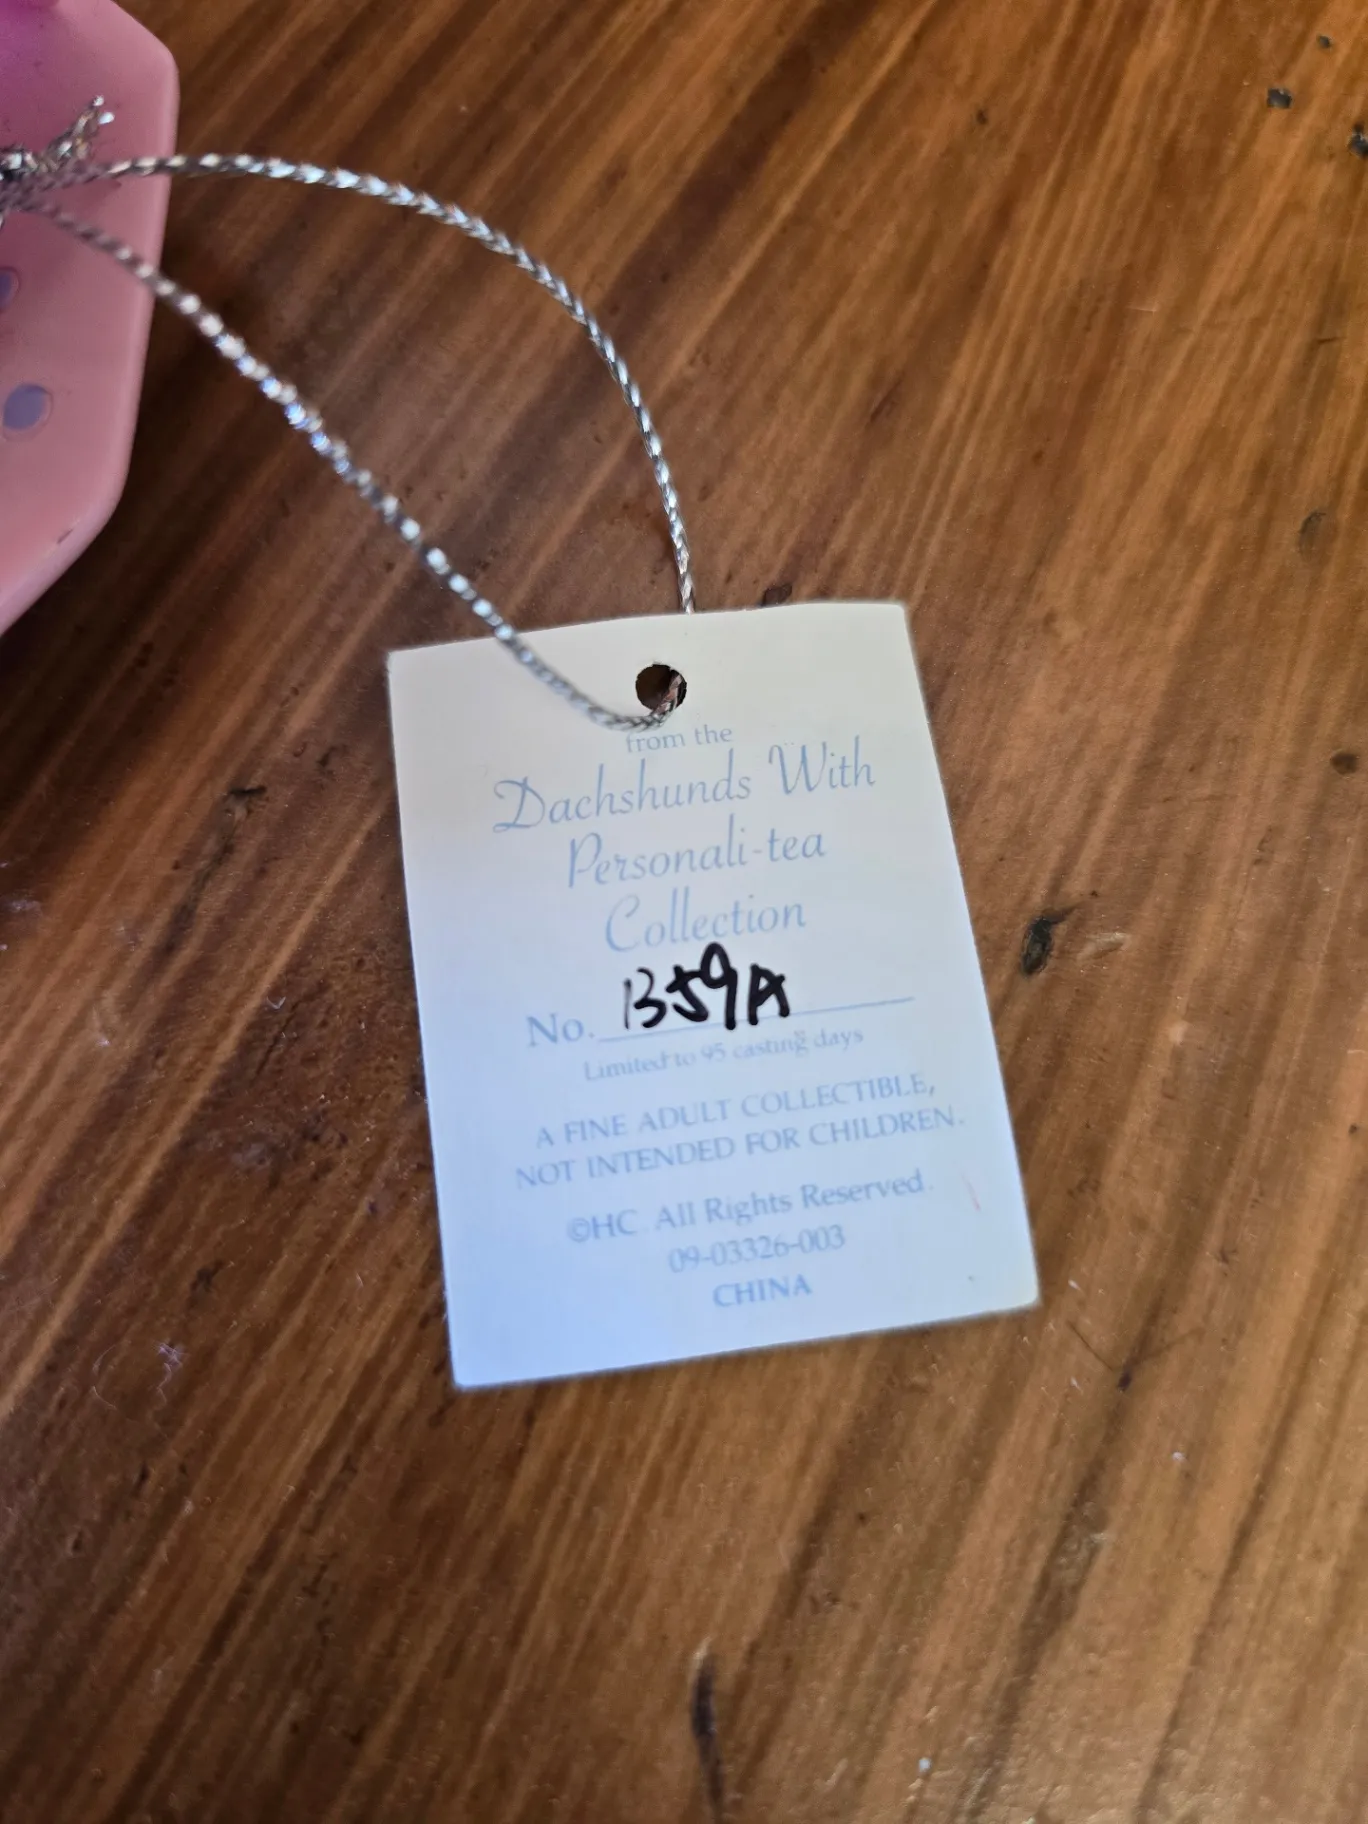 from the
Dachshunds With
Personali-tea
Collection
No. 1359A
Limited to 95 casting days
A FINE ADULT COLLECTIBLE,
NOT INTENDED FOR CHILDREN.
©HC All Rights Reserved.
09-03326-003
CHINA